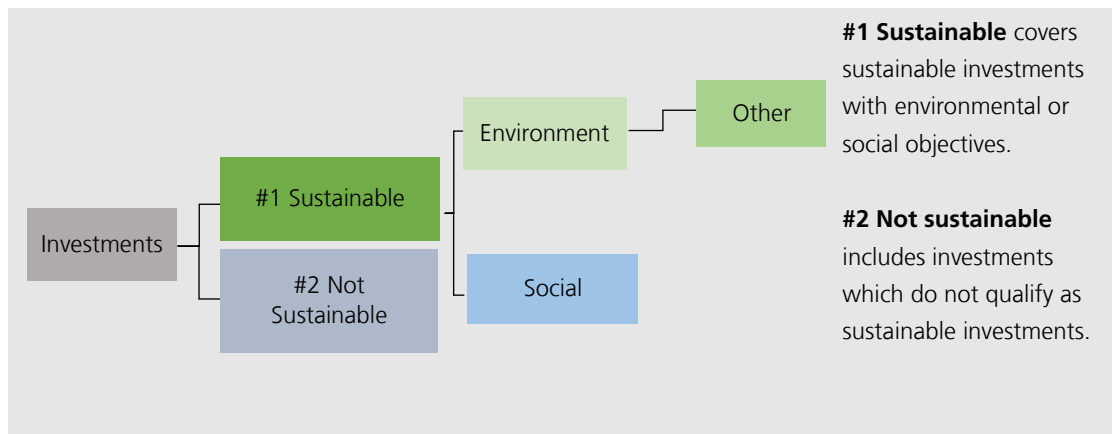 Investments
#1 Sustainable
#2 Not
Sustainable
Environment
Social
Other
#1 Sustainable covers
sustainable investments
with environmental or
social objectives.
#2 Not sustainable
includes investments
which do not qualify as
sustainable investments.